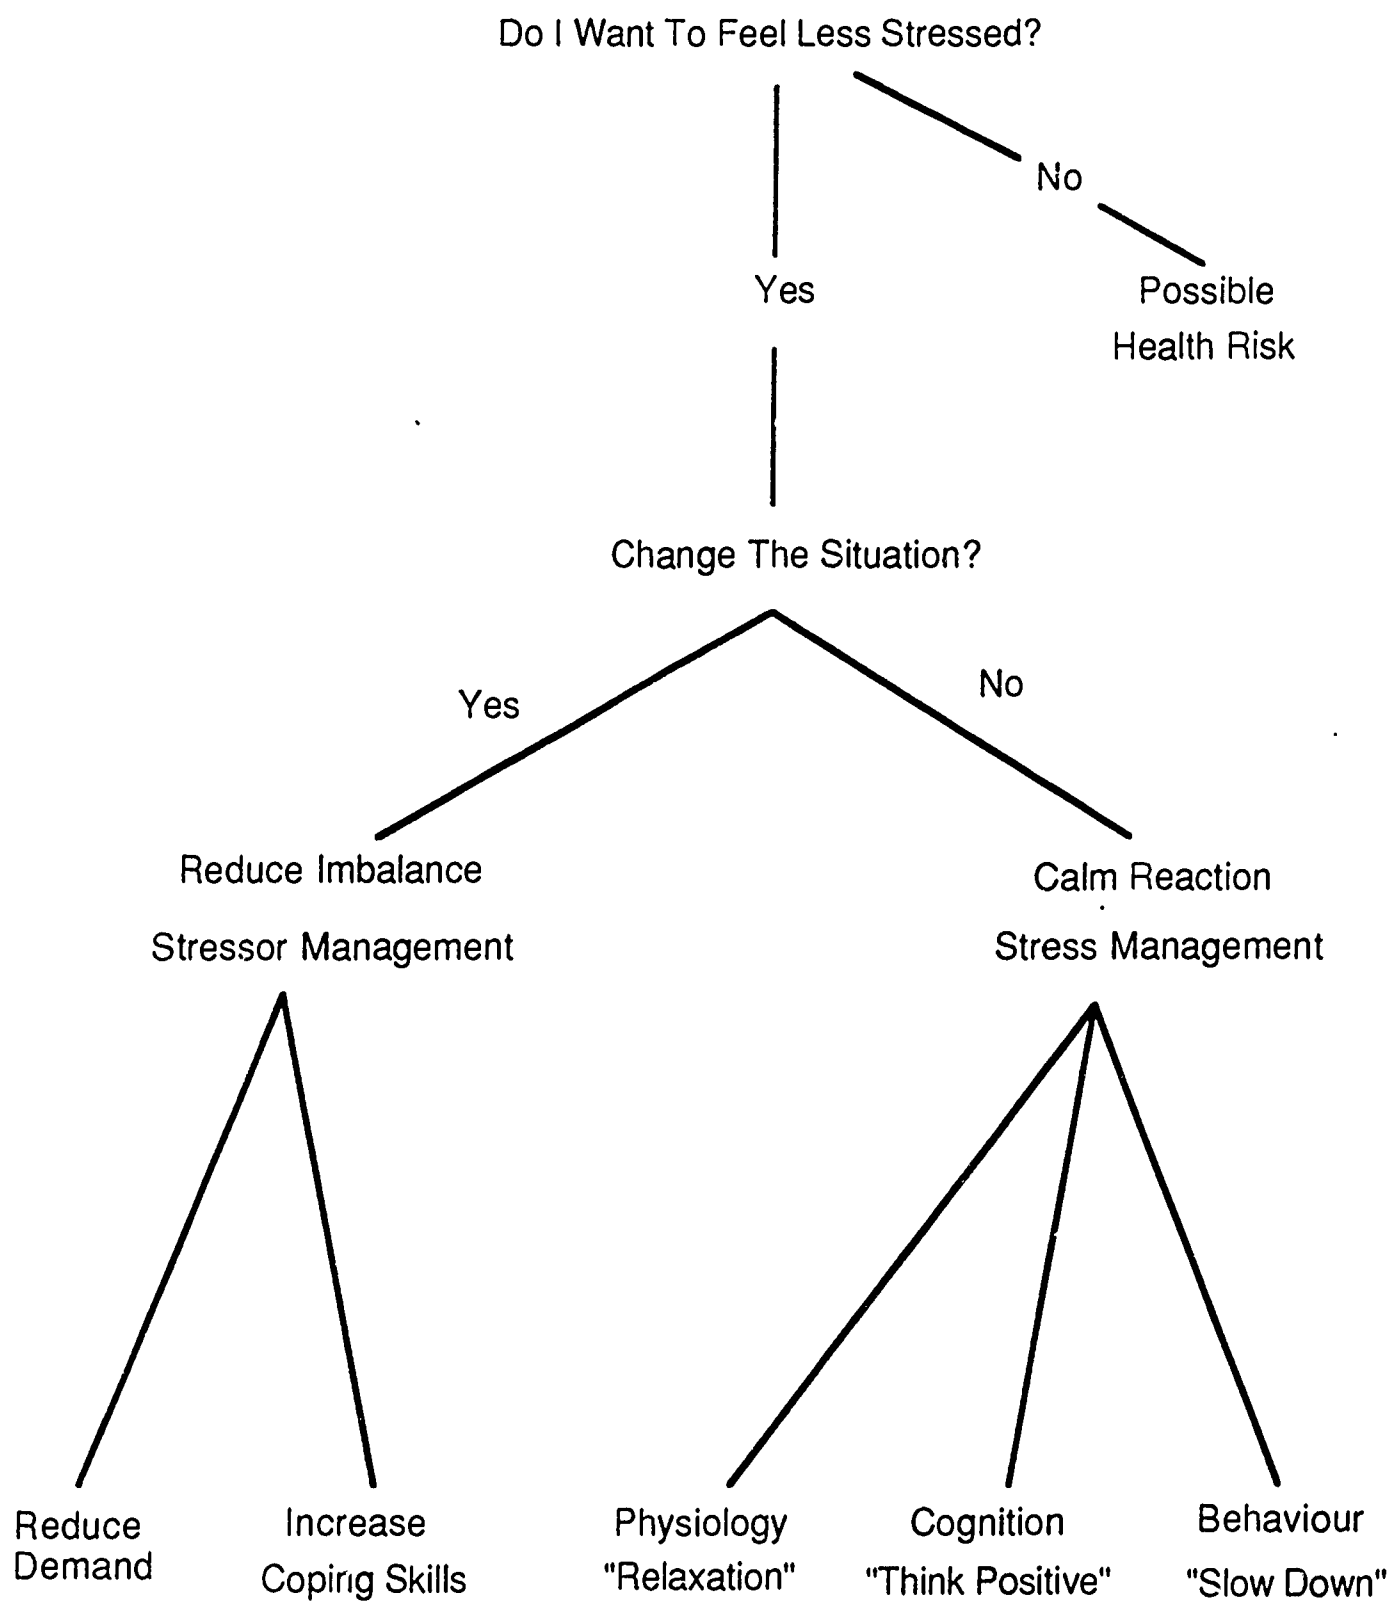 Do I Want To Feel Less Stressed?
No
Yes
Possible
Health Risk
Change The Situation?
Yes
No
Reduce Imbalance
Calm Reaction
Stressor Management
Stress Management
Reduce
Demand
Increase
Coping Skills
Physiology
"Relaxation"
Cognition
"Think Positive"
Behaviour
"Slow Down"